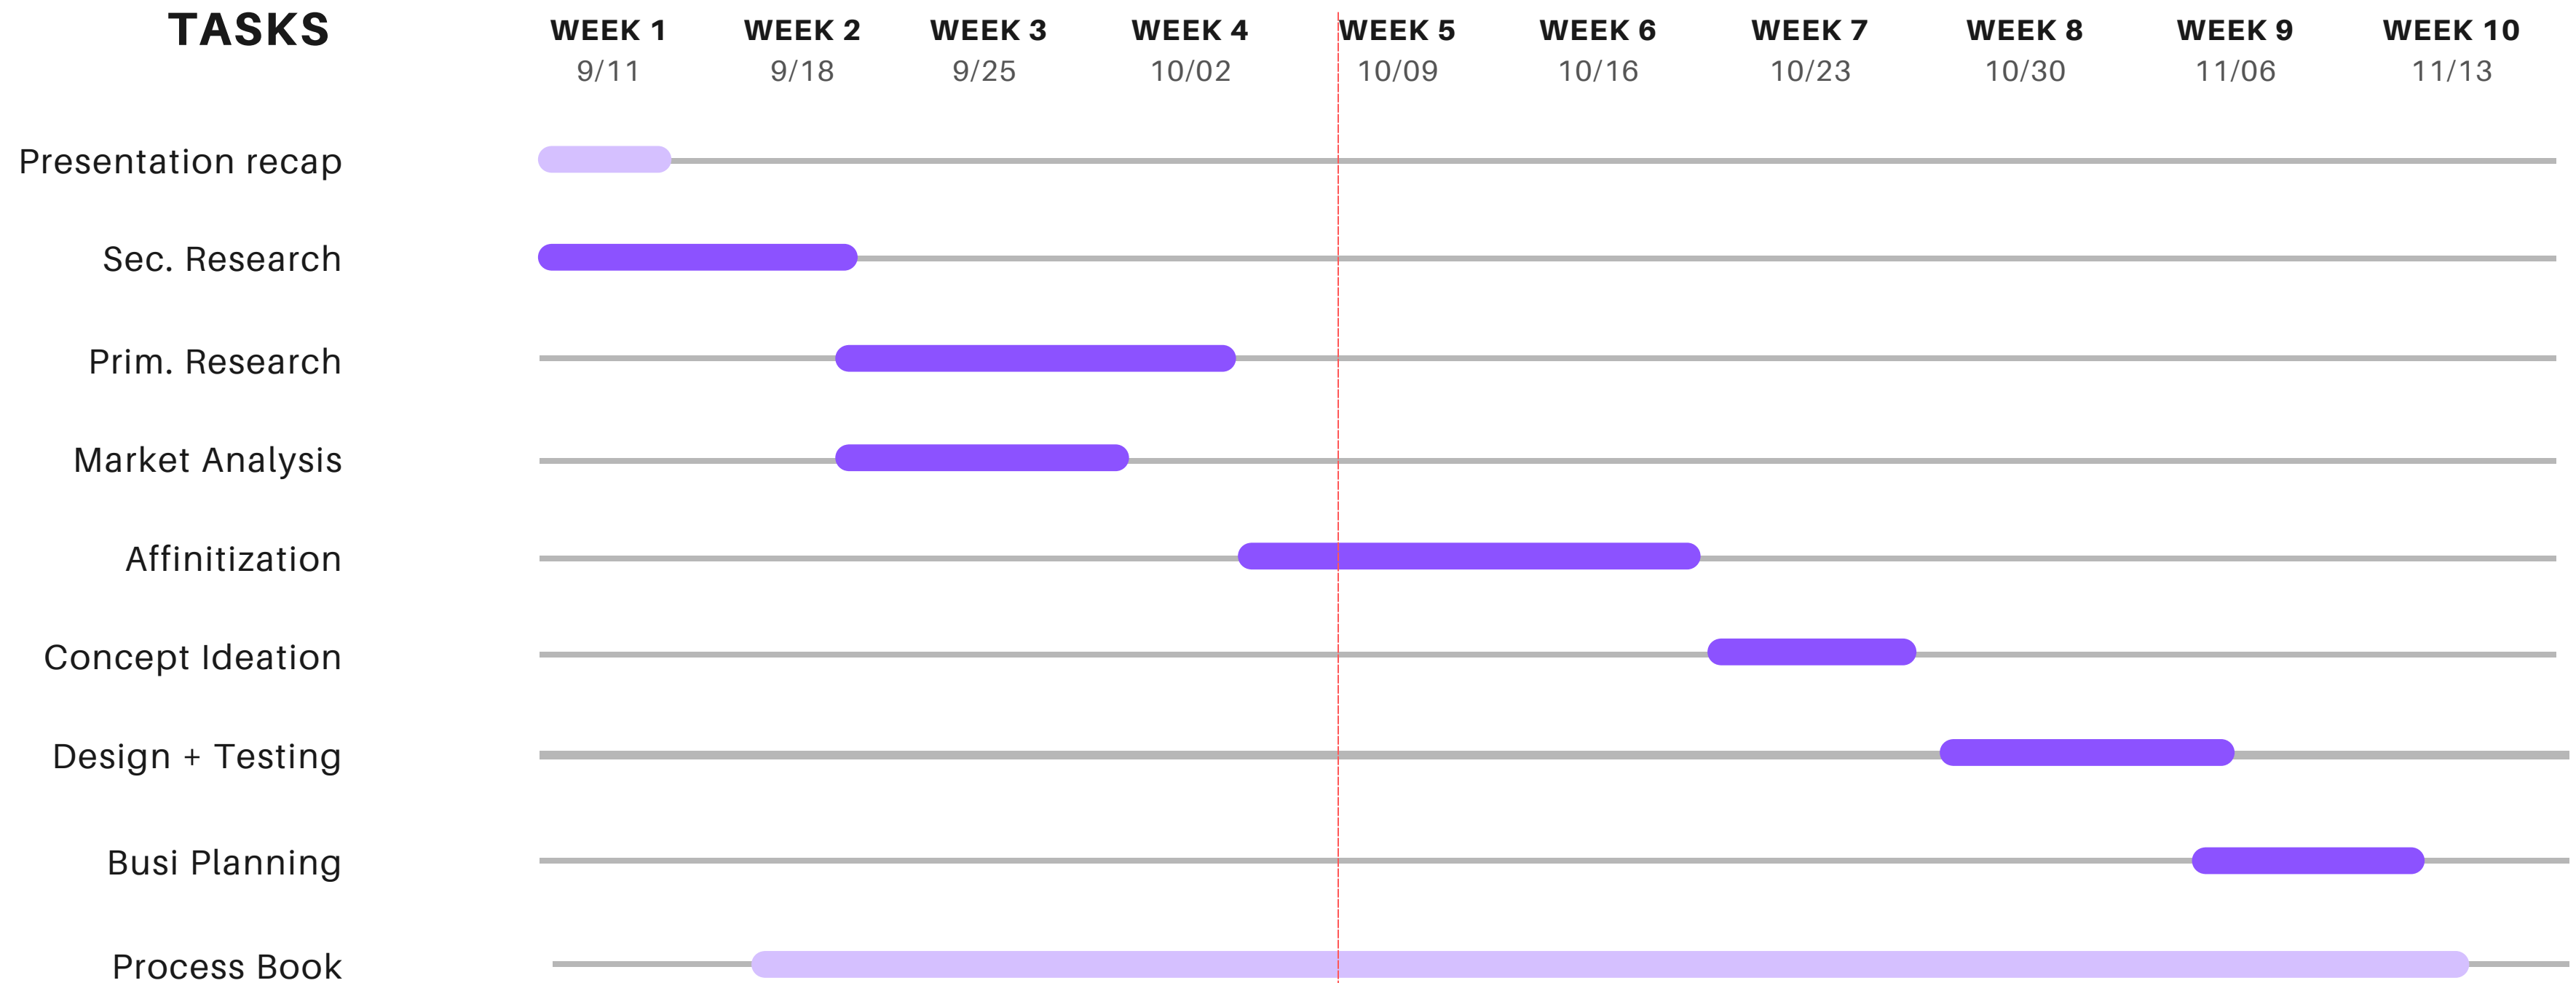 TASKS WEEK 1 WEEK 2 WEEK 3 WEEK 4 WEEK 5 WEEK 6 WEEK 7 WEEK 8 WEEK 9 WEEK 10
9/11 9/18 9/25 10/02 10/09 10/16 10/23 10/30 11/06 11/13
Presentation recap
Sec. Research
Prim. Research
Market Analysis
Affinitization
Concept Ideation
Design + Testing
Busi Planning
Process Book